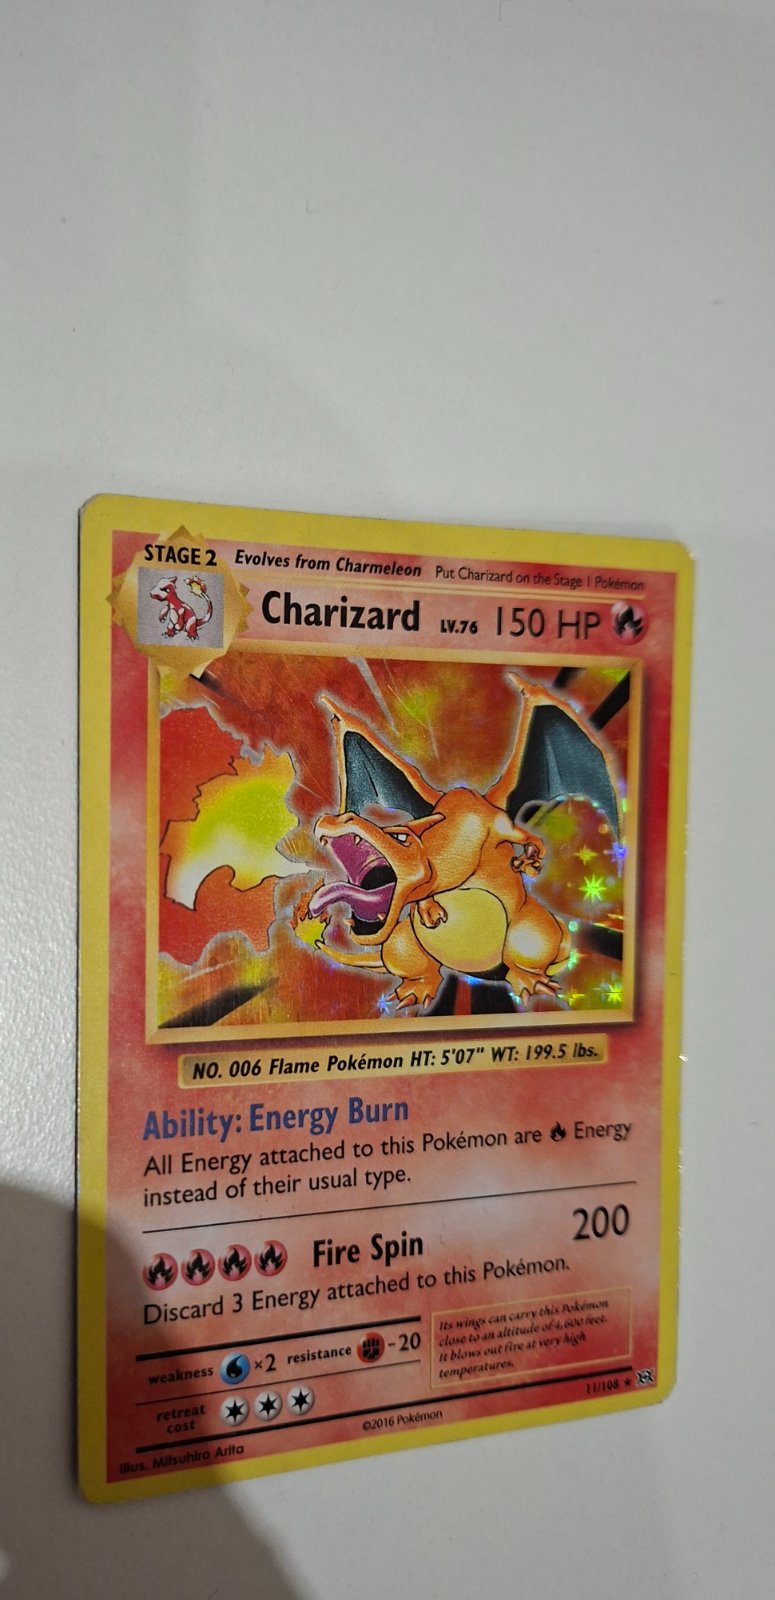 STAGE 2 Evolves from Charmeleon Put Charizard on the Stage 1 Pokémon
Charizard LV.76 150 HP
NO. 006 Flame Pokémon HT: 5'07" WT: 199.5 lbs.
Ability: Energy Burn
All Energy attached to this Pokémon are Energy
instead of their usual type.
Fire Spin 200
Discard 3 Energy attached to this Pokémon.
weakness ×2 resistance -20
retreat
cost
Its wings can carry this Pokémon
close to an altitude of 4,600 feet.
It blows out fire at very high
temperatures.
11/108 ★
Illus. Mitsuhiro Arita
©2016 Pokémon